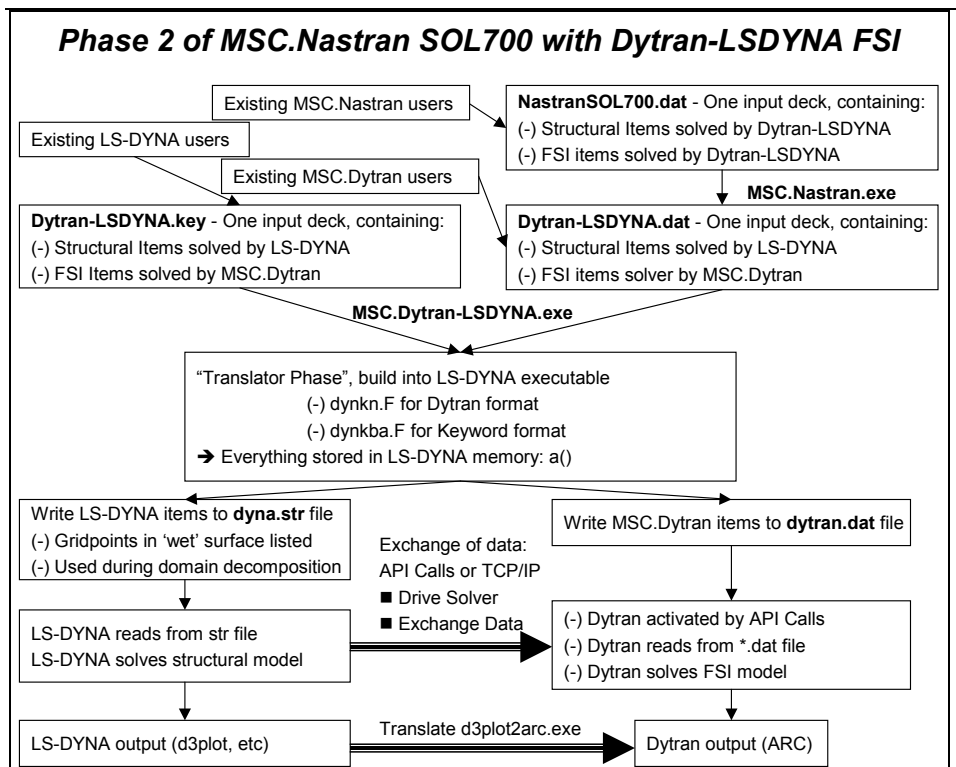 Phase 2 of MSC.Nastran SOL700 with Dytran-LSDYNA FSI
Existing MSC.Nastran users
NastranSOL700.dat - One input deck, containing:
(-) Structural Items solved by Dytran-LSDYNA
(-) FSI items solved by Dytran-LSDYNA
Existing LS-DYNA users
Existing MSC.Dytran users
MSC.Nastran.exe
Dytran-LSDYNA.key - One input deck, containing:
(-) Structural Items solved by LS-DYNA
(-) FSI Items solved by MSC.Dytran
Dytran-LSDYNA.dat - One input deck, containing:
(-) Structural Items solved by LS-DYNA
(-) FSI items solver by MSC.Dytran
MSC.Dytran-LSDYNA.exe
“Translator Phase”, build into LS-DYNA executable
(-) dynkn.F for Dytran format
(-) dynkba.F for Keyword format
➔ Everything stored in LS-DYNA memory: a()
Write LS-DYNA items to dyna.str file
(-) Gridpoints in ‘wet’ surface listed
(-) Used during domain decomposition
Write MSC.Dytran items to dytran.dat file
Exchange of data:
API Calls or TCP/IP
■ Drive Solver
■ Exchange Data
LS-DYNA reads from str file
LS-DYNA solves structural model
(-) Dytran activated by API Calls
(-) Dytran reads from *.dat file
(-) Dytran solves FSI model
LS-DYNA output (d3plot, etc)
Translate d3plot2arc.exe
Dytran output (ARC)